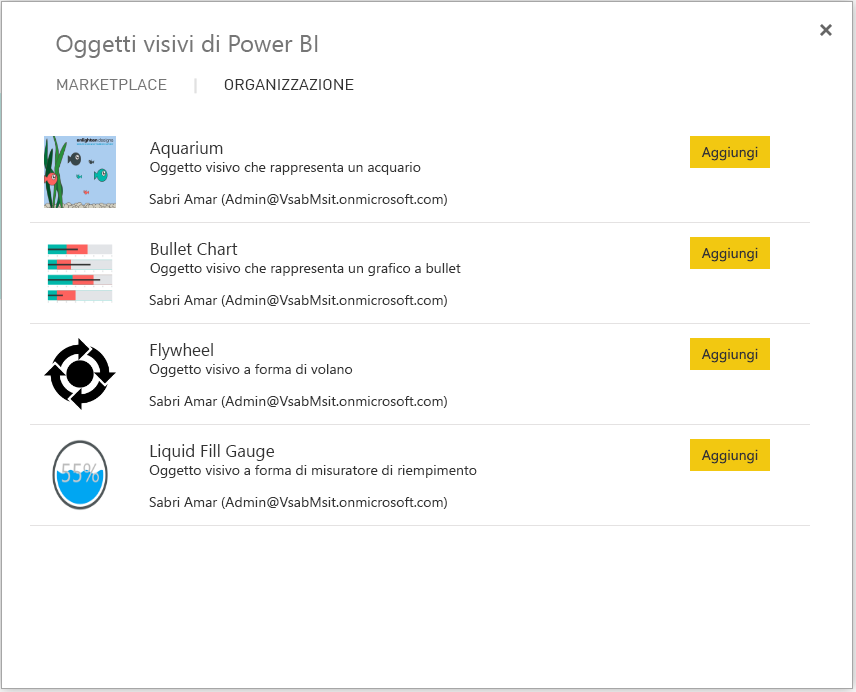 Oggetti visivi di Power BI
MARKETPLACE | ORGANIZZAZIONE
enlighten designs
Aquarium
Oggetto visivo che rappresenta un acquario
Sabri Amar (Admin@VsabMsit.onmicrosoft.com)
Aggiungi
Bullet Chart
Oggetto visivo che rappresenta un grafico a bullet
Sabri Amar (Admin@VsabMsit.onmicrosoft.com)
Aggiungi
Flywheel
Oggetto visivo a forma di volano
Sabri Amar (Admin@VsabMsit.onmicrosoft.com)
Aggiungi
55%
Liquid Fill Gauge
Oggetto visivo a forma di misuratore di riempimento
Sabri Amar (Admin@VsabMsit.onmicrosoft.com)
Aggiungi